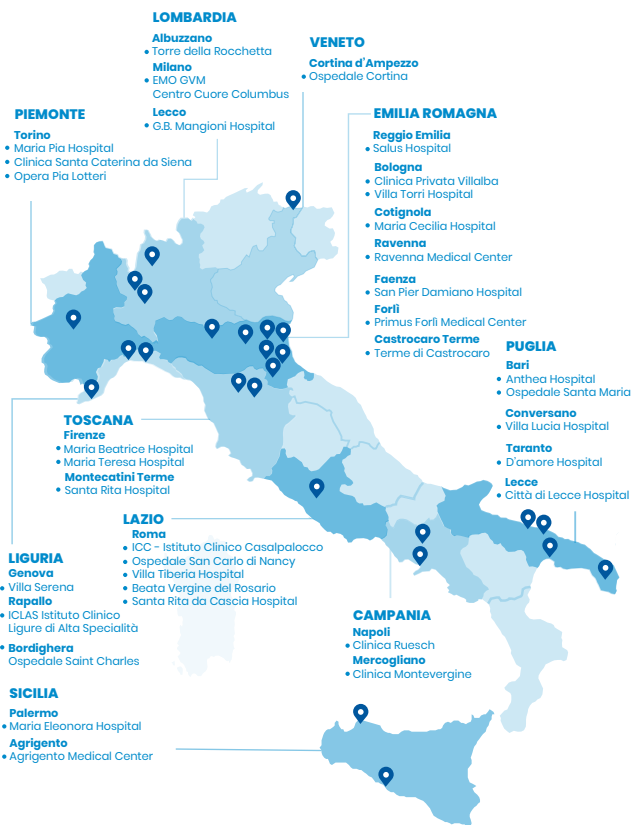 LOMBARDIA
Albuzzano
• Torre della Rocchetta
Milano
• EMO GVM
Centro Cuore Columbus
Lecco
• G.B. Mangioni Hospital
VENETO
Cortina d'Ampezzo
• Ospedale Cortina
PIEMONTE
Torino
• Maria Pia Hospital
• Clinica Santa Caterina da Siena
• Opera Pia Lotteri
EMILIA ROMAGNA
Reggio Emilia
• Salus Hospital
Bologna
• Clinica Privata Villalba
• Villa Torri Hospital
Cotignola
• Maria Cecilia Hospital
Ravenna
• Ravenna Medical Center
Faenza
• San Pier Damiano Hospital
Forlì
• Primus Forlì Medical Center
Castrocaro Terme
• Terme di Castrocaro
PUGLIA
Bari
• Anthea Hospital
• Ospedale Santa Maria
Conversano
• Villa Lucia Hospital
Taranto
• D'amore Hospital
Lecce
• Città di Lecce Hospital
TOSCANA
Firenze
• Maria Beatrice Hospital
• Maria Teresa Hospital
Montecatini Terme
• Santa Rita Hospital
LAZIO
Roma
• ICC - Istituto Clinico Casalpalocco
• Ospedale San Carlo di Nancy
• Villa Tiberia Hospital
• Beata Vergine del Rosario
• Santa Rita da Cascia Hospital
LIGURIA
Genova
• Villa Serena
Rapallo
• ICLAS Istituto Clinico
Ligure di Alta Specialità
• Bordighera
Ospedale Saint Charles
CAMPANIA
Napoli
• Clinica Ruesch
Mercogliano
• Clinica Montevergine
SICILIA
Palermo
• Maria Eleonora Hospital
Agrigento
• Agrigento Medical Center